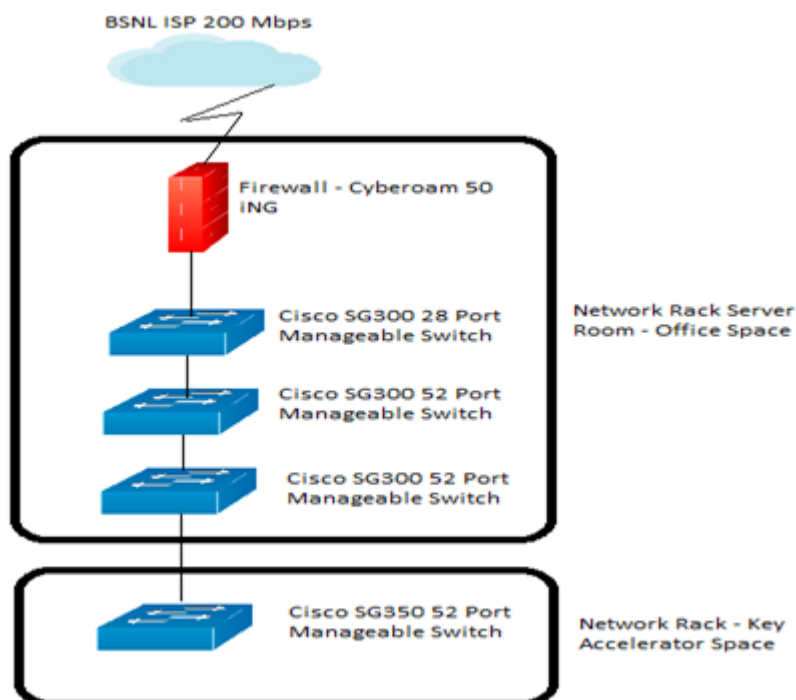 BSNL ISP 200 Mbps
Firewall - Cyberoam 50
iNG
Cisco SG300 28 Port
Manageable Switch
Network Rack Server
Room - Office Space
Cisco SG300 52 Port
Manageable Switch
Cisco SG300 52 Port
Manageable Switch
Cisco SG350 52 Port
Manageable Switch
Network Rack - Key
Accelerator Space